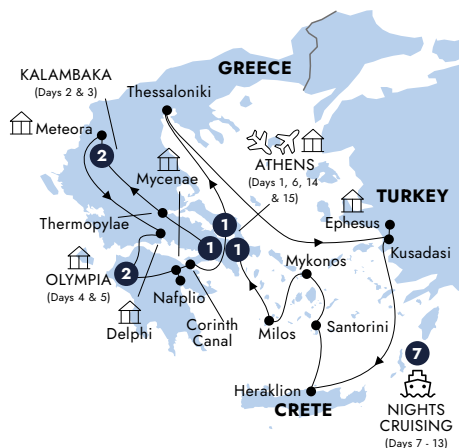 GREECE
KALAMBAKA
(Days 2 & 3)
Thessaloniki
Meteora
2
Mycenae
ATHENS
(Days 1, 6, 14
& 15)
TURKEY
Ephesus
Kusadasi
Thermopylae
1
1
1
OLYMPIA
(Days 4 & 5)
2
Nafplio
Delphi
Corinth
Canal
Mykonos
Milos
Santorini
Heraklion
CRETE
7
NIGHTS
CRUISING
(Days 7 - 13)